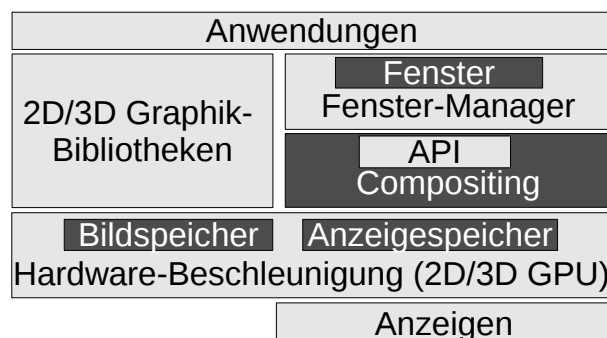 Anwendungen
2D/3D Graphik-
Bibliotheken
Fenster
Fenster-Manager
API
Compositing
Bildspeicher
Anzeigespeicher
Hardware-Beschleunigung (2D/3D GPU)
Anzeigen